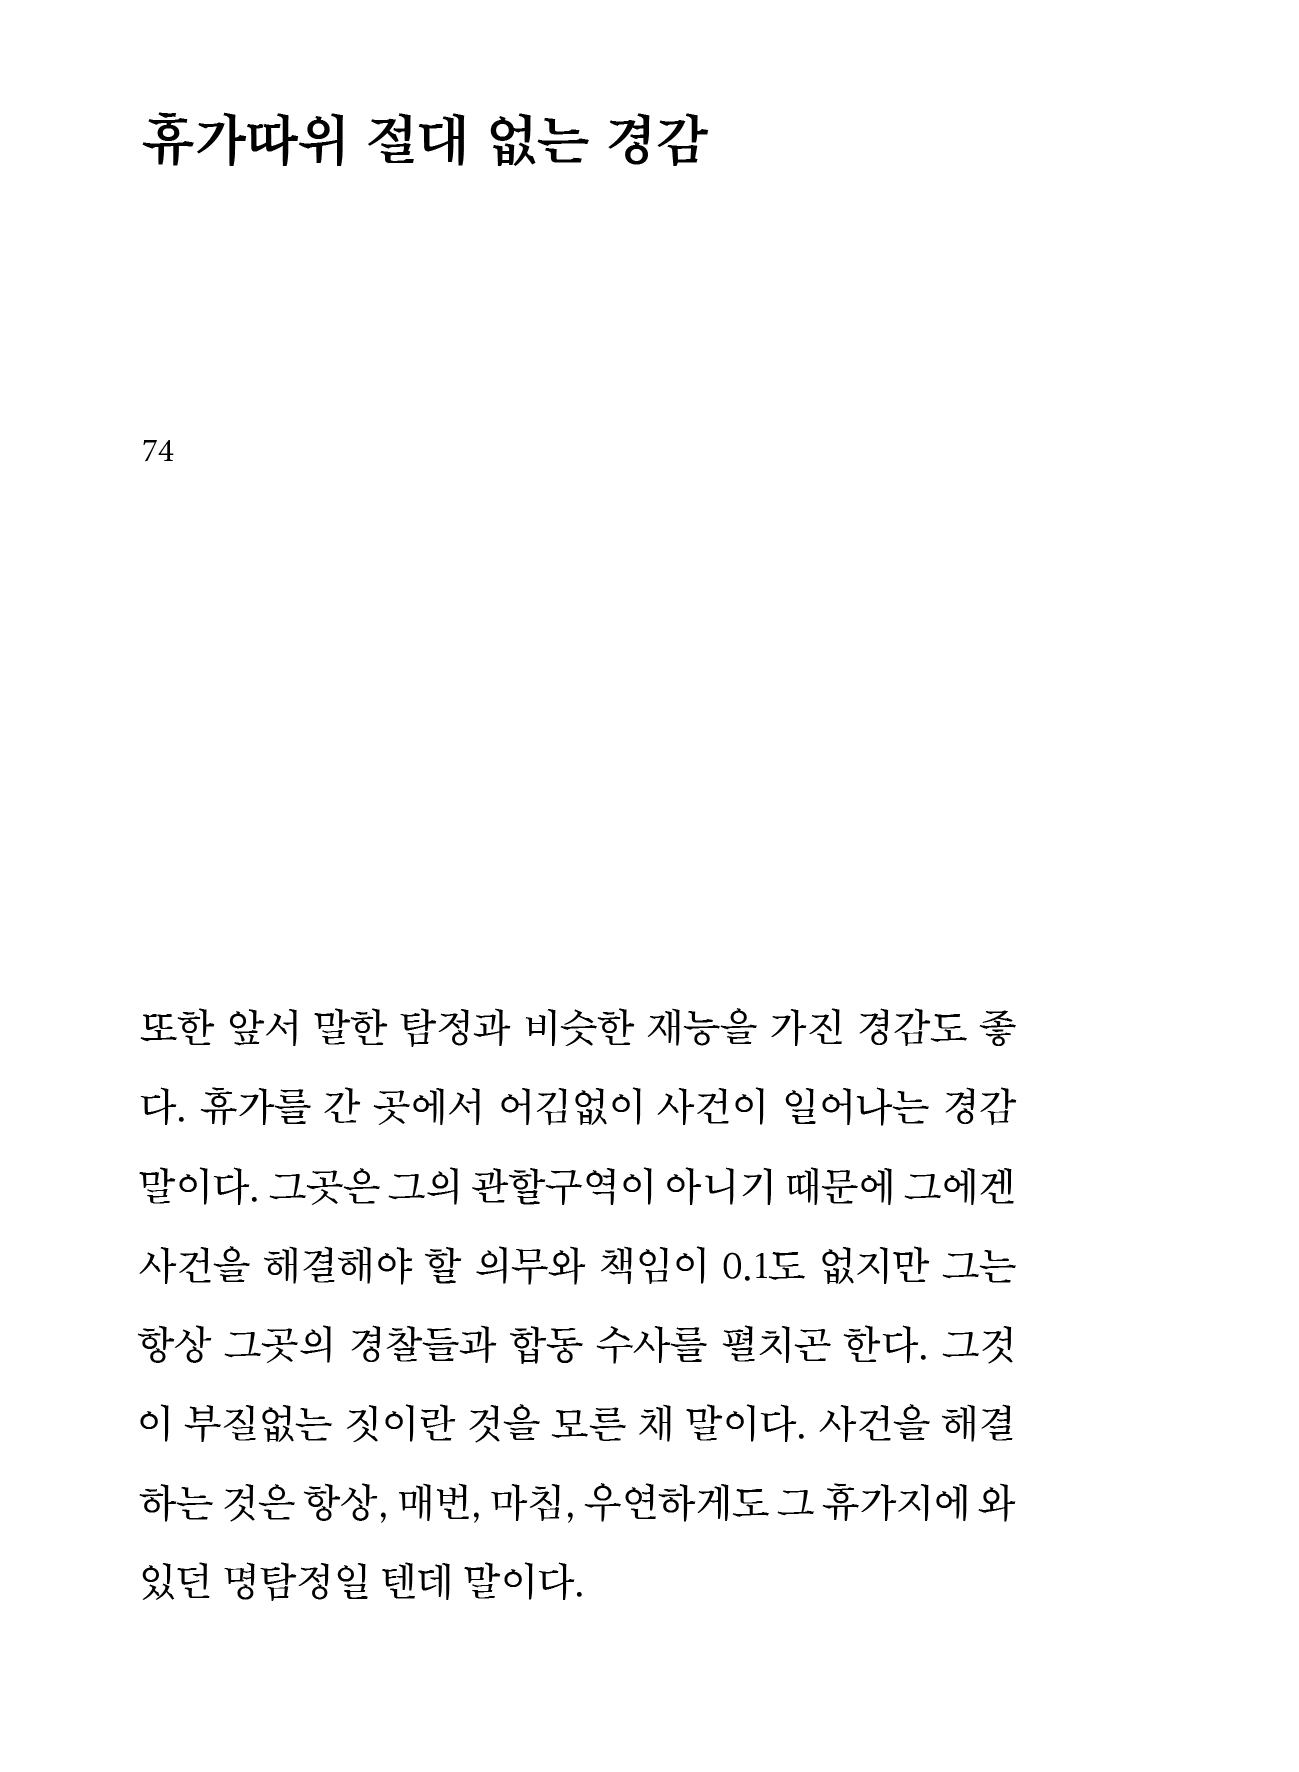 휴가따위 절대 없는 경감
74
또한 앞서 말한 탐정과 비슷한 재능을 가진 경감도 좋
다. 휴가를 간 곳에서 어김없이 사건이 일어나는 경감
말이다. 그곳은 그의 관할구역이 아니기 때문에 그에겐
사건을 해결해야 할 의무와 책임이 0.1도 없지만 그는
항상 그곳의 경찰들과 합동 수사를 펼치곤 한다. 그것
이 부질없는 짓이란 것을 모른 채 말이다. 사건을 해결
하는 것은 항상, 매번, 마침, 우연하게도 그 휴가지에 와
있던 명탐정일 텐데 말이다.